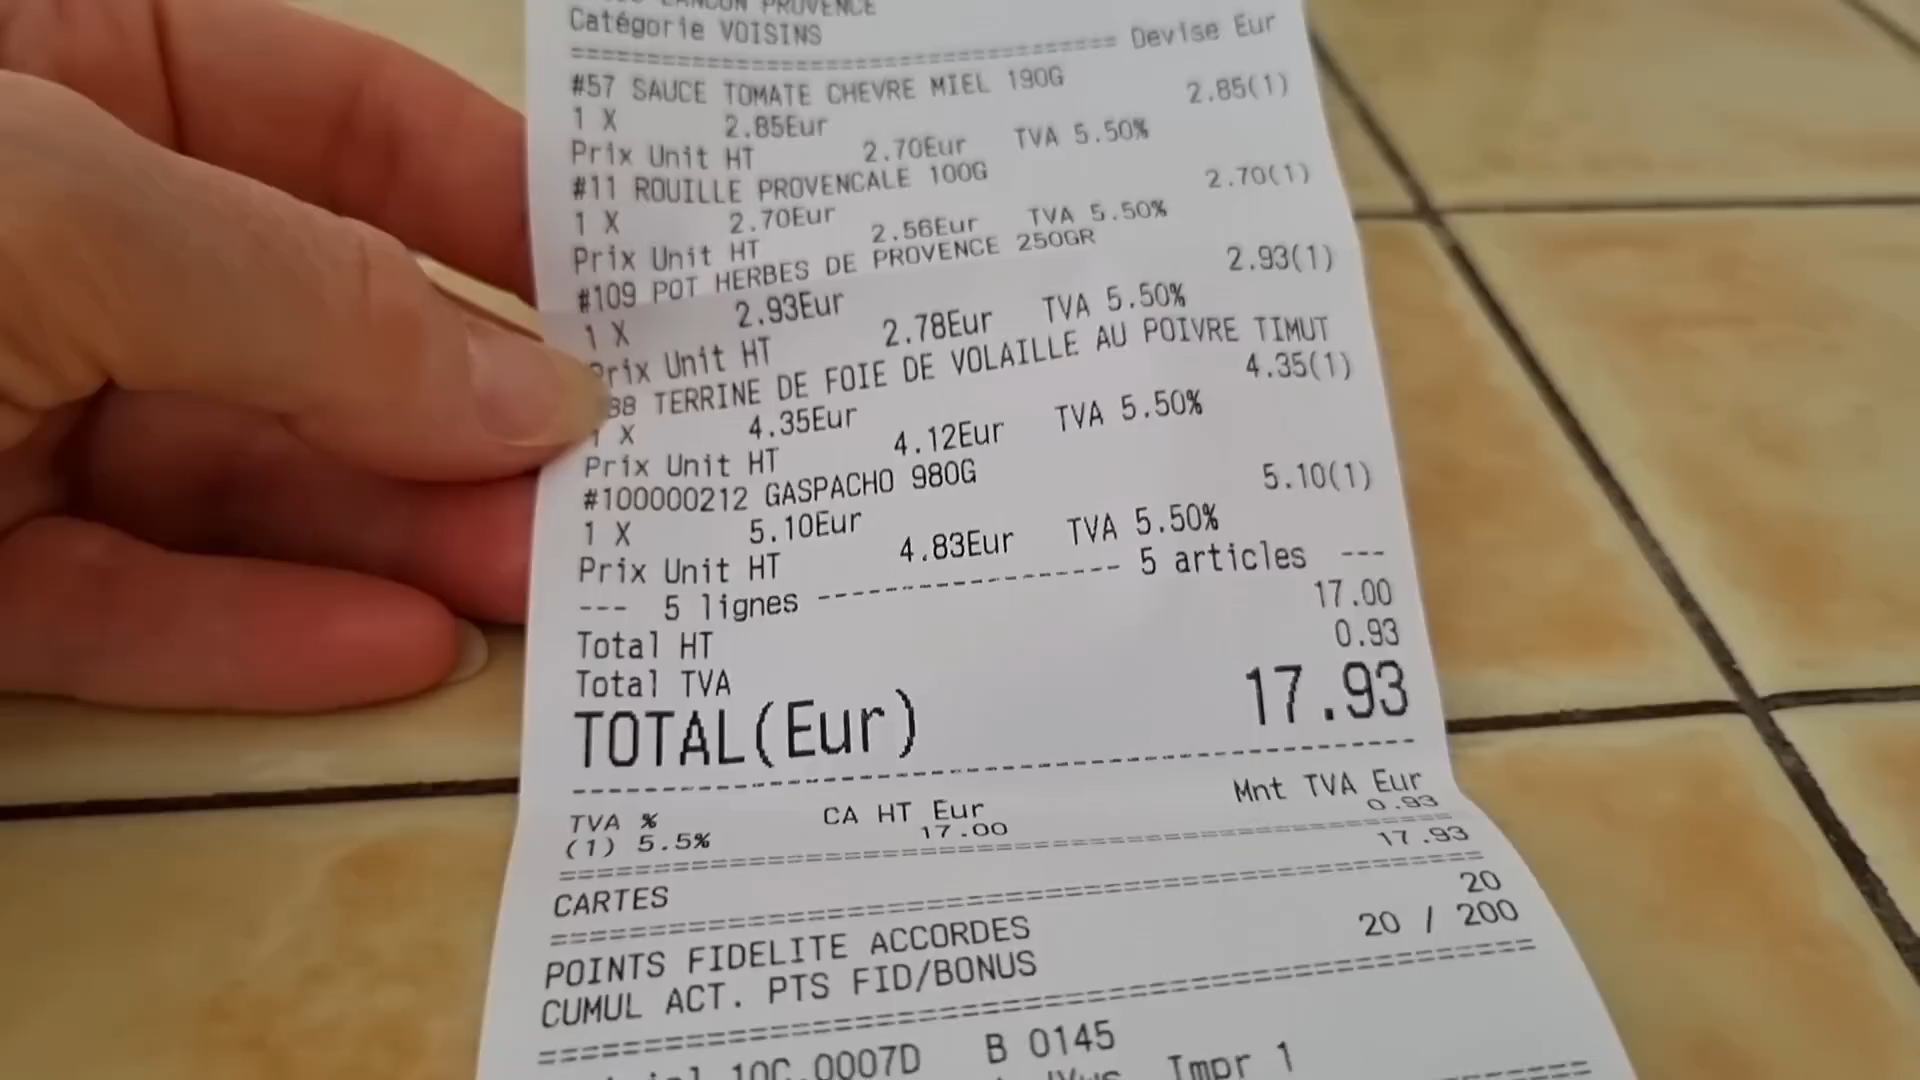 LANCON PROVENCE
Catégorie VOISINS
Devise Eur
#57 SAUCE TOMATE CHEVRE MIEL 190G
1 X 2.85Eur 2.85(1)
Prix Unit HT 2.70Eur TVA 5.50%
#11 ROUILLE PROVENCALE 100G
1 X 2.70Eur 2.70(1)
Prix Unit HT 2.56Eur TVA 5.50%
#109 POT HERBES DE PROVENCE 250GR
1 X 2.93Eur 2.93(1)
Prix Unit HT 2.78Eur TVA 5.50%
88 TERRINE DE FOIE DE VOLAILLE AU POIVRE TIMUT
1 X 4.35Eur 4.35(1)
Prix Unit HT 4.12Eur TVA 5.50%
#100000212 GASPACHO 980G
1 X 5.10Eur 5.10(1)
Prix Unit HT 4.83Eur TVA 5.50%
--- 5 lignes -------------------- 5 articles ---
Total HT 17.00
Total TVA 0.93
TOTAL(Eur) 17.93
TVA % CA HT Eur Mnt TVA Eur
(1) 5.5% 17.00 0.93
CARTES 17.93
POINTS FIDELITE ACCORDES 20
CUMUL ACT. PTS FID/BONUS 20 / 200
10C.0007D B 0145
Impr 1